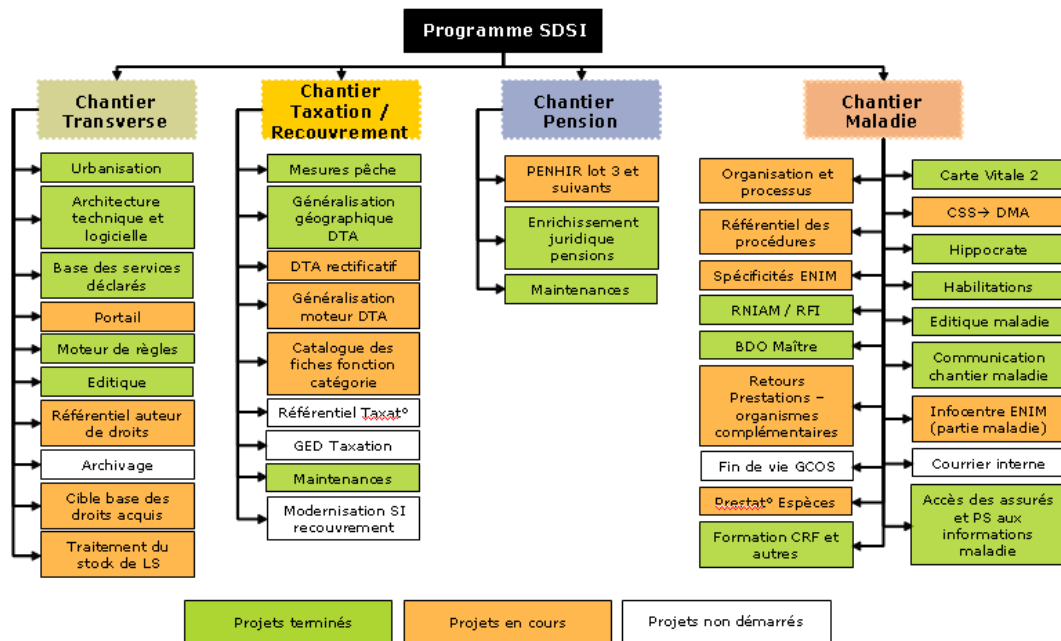 Programme SDSI
Chantier
Transverse
Urbanisation
Architecture
technique et
logicielle
Base des services
déclarés
Portail
Moteur de règles
Editique
Référentiel auteur
de droits
Archivage
Cible base des
droits acquis
Traitement du
stock de LS
Chantier
Taxation /
Recouvrement
Mesures pêche
Généralisation
géographique
DTA
DTA rectificatif
Généralisation
moteur DTA
Catalogue des
fiches fonction
catégorie
Référentiel Taxat°
GED Taxation
Maintenances
Modernisation SI
recouvrement
Chantier
Pension
PENHIR lot 3 et
suivants
Enrichissement
juridique
pensions
Maintenances
Chantier
Maladie
Organisation et
processus
Référentiel des
procédures
Spécificités ENIM
RNIAM / RFI
BDO Maître
Retours
Prestations –
organismes
complémentaires
Fin de vie GCOS
Prestat° Espèces
Formation CRF et
autres
Carte Vitale 2
CSS→ DMA
Hippocrate
Habilitations
Editique maladie
Communication
chantier maladie
Infocentre ENIM
(partie maladie)
Courrier interne
Accès des assurés
et PS aux
informations
maladie
Projets terminés
Projets en cours
Projets non démarrés